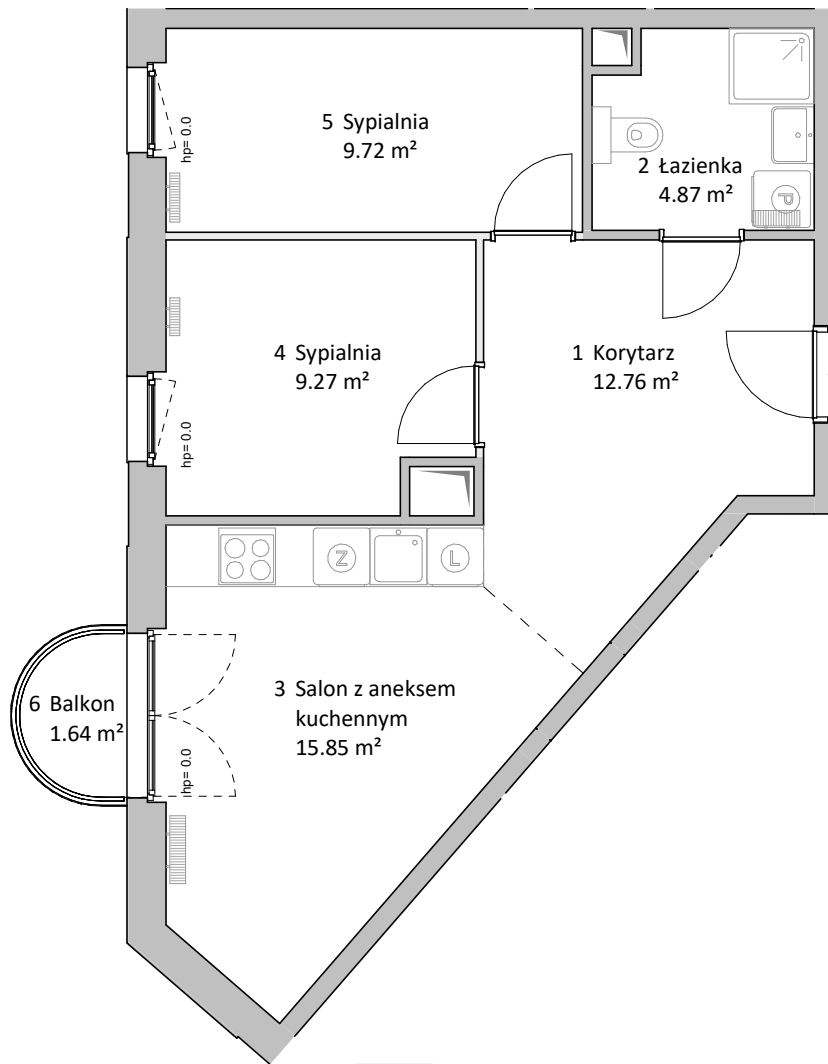 5 Sypialnia
9.72 m²
hp= 0.0
2 Łazienka
4.87 m²
P
4 Sypialnia
9.27 m²
hp= 0.0
1 Korytarz
12.76 m²
Z
L
3 Salon z aneksem
kuchennym
15.85 m²
6 Balkon
1.64 m²
hp= 0.0